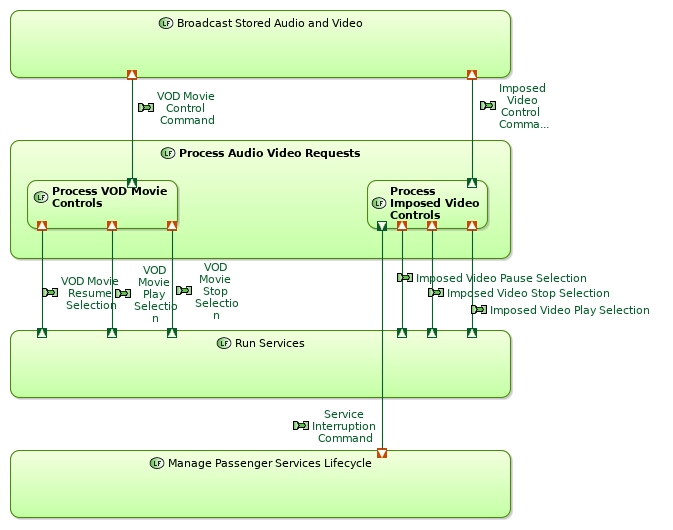 LF Broadcast Stored Audio and Video
VOD Movie
Control
Command
Imposed
Video
Control
Comma...
LF Process Audio Video Requests
LF Process VOD Movie
Controls
LF Process
Imposed Video
Controls
VOD Movie
Resume
Selection
VOD
Movie
Play
Selectio
n
VOD
Movie
Stop
Selectio
n
Imposed Video Pause Selection
Imposed Video Stop Selection
Imposed Video Play Selection
LF Run Services
Service
Interruption
Command
LF Manage Passenger Services Lifecycle